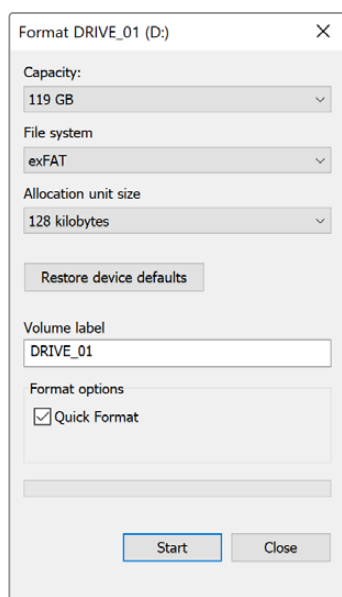 Format DRIVE_01 (D:)
Capacity:
119 GB
File system
exFAT
Allocation unit size
128 kilobytes
Restore device defaults
Volume label
DRIVE_01
Format options
Quick Format
Start
Close